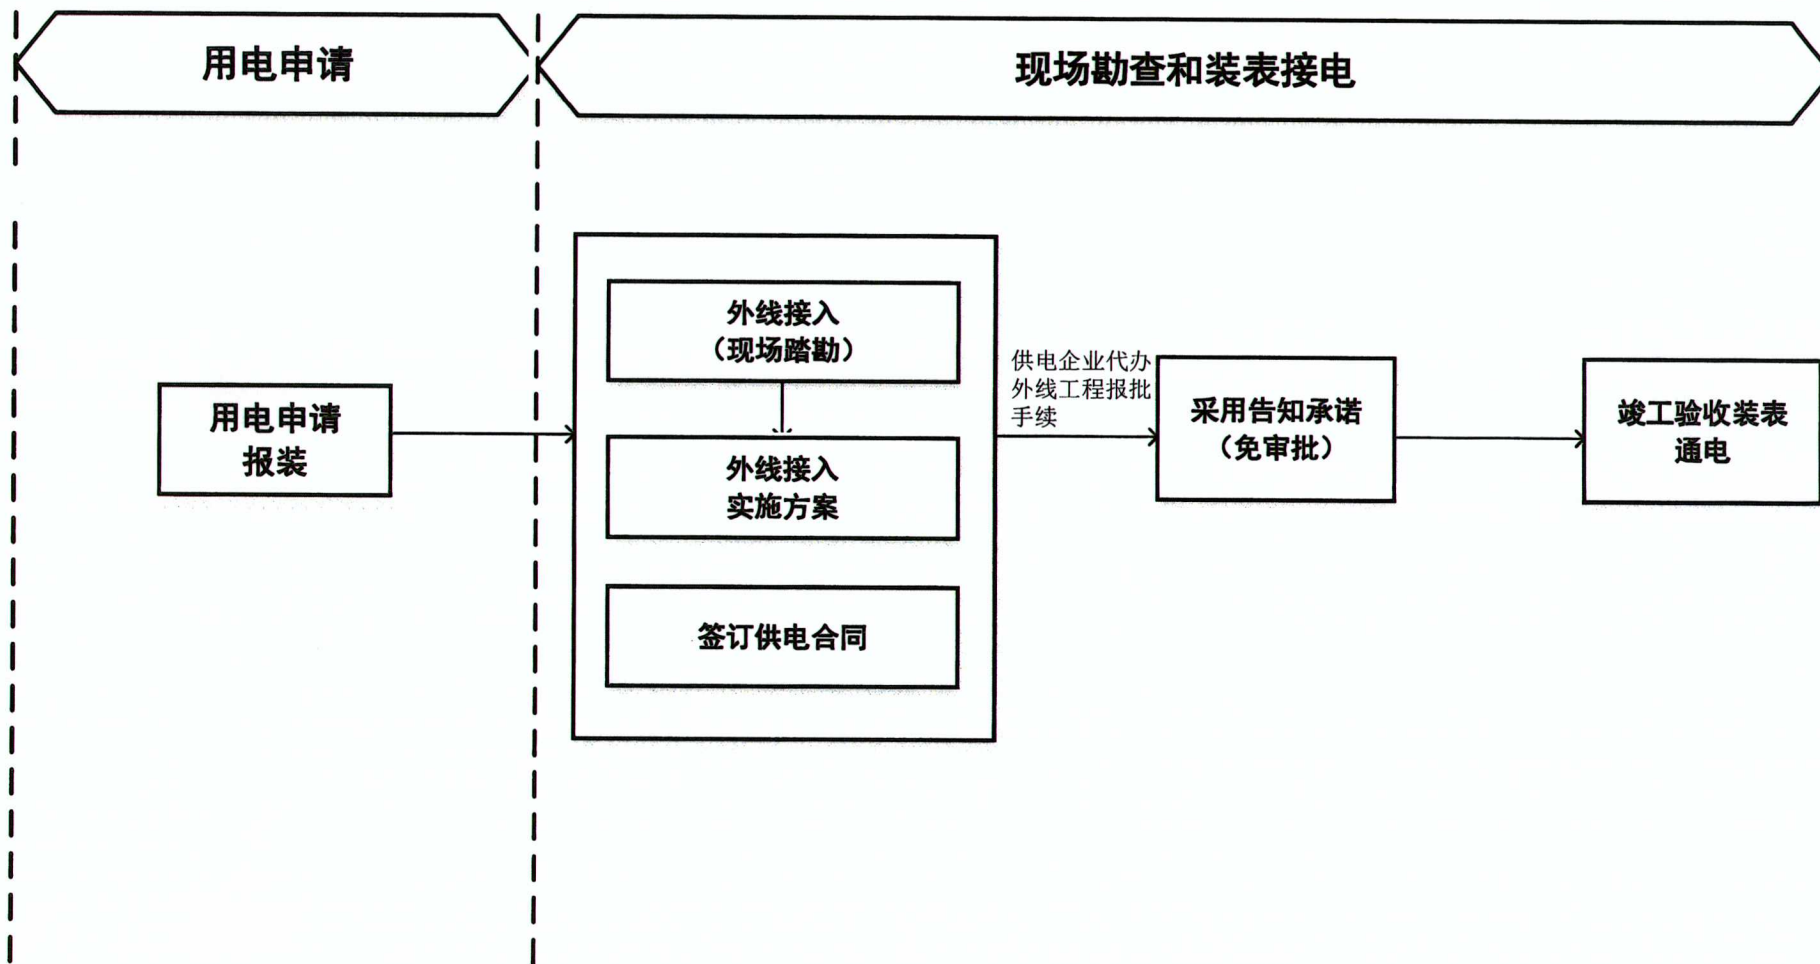 用电申请
现场勘查和装表接电
用电申请
报装
外线接入
（现场踏勘）
外线接入
实施方案
签订供电合同
供电企业代办
外线工程报批
手续
采用告知承诺
（免审批）
竣工验收装表
通电